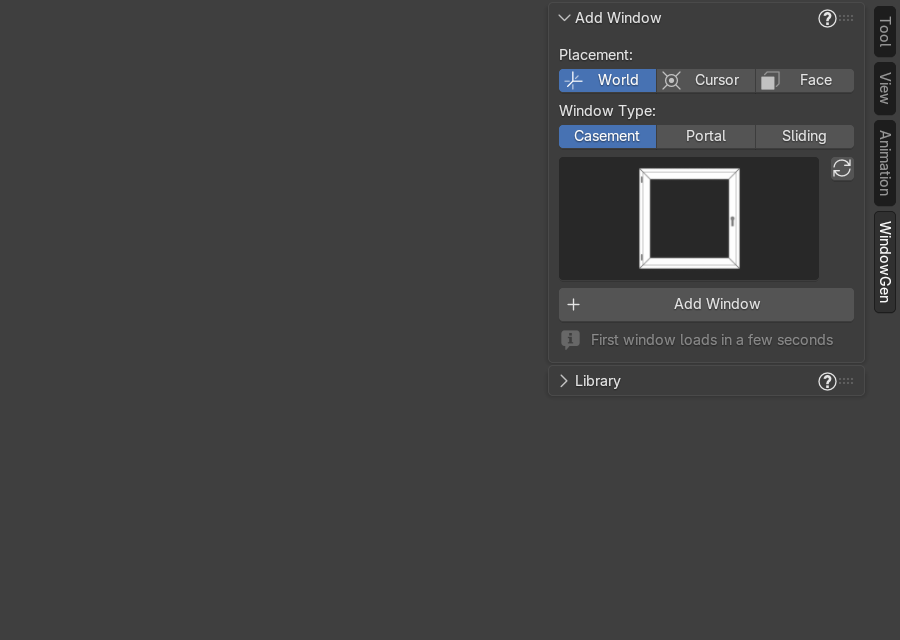 Add Window
Placement:
World Cursor Face
Window Type:
Casement Portal Sliding
Add Window
First window loads in a few seconds
Library
Tool
View
Animation
WindowGen